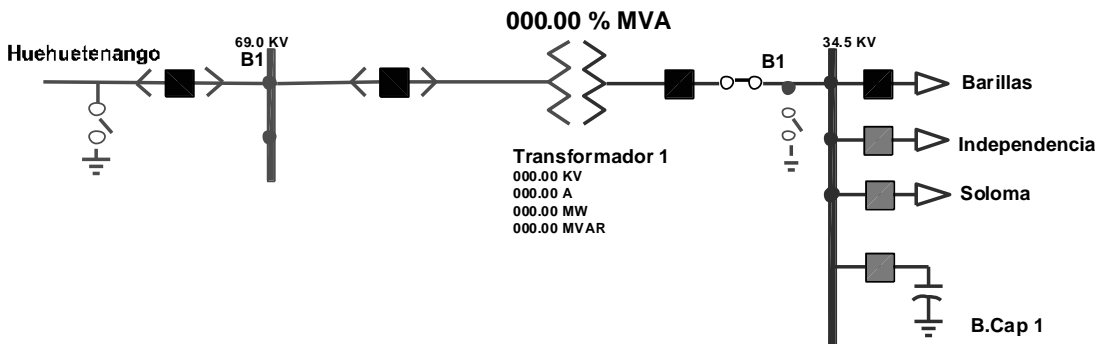 000.00 % MVA
Huehuetenango
69.0 KV
B1
34.5 KV
B1
Barillas
Independencia
Soloma
Transformador 1
000.00 KV
000.00 A
000.00 MW
000.00 MVAR
B.Cap 1